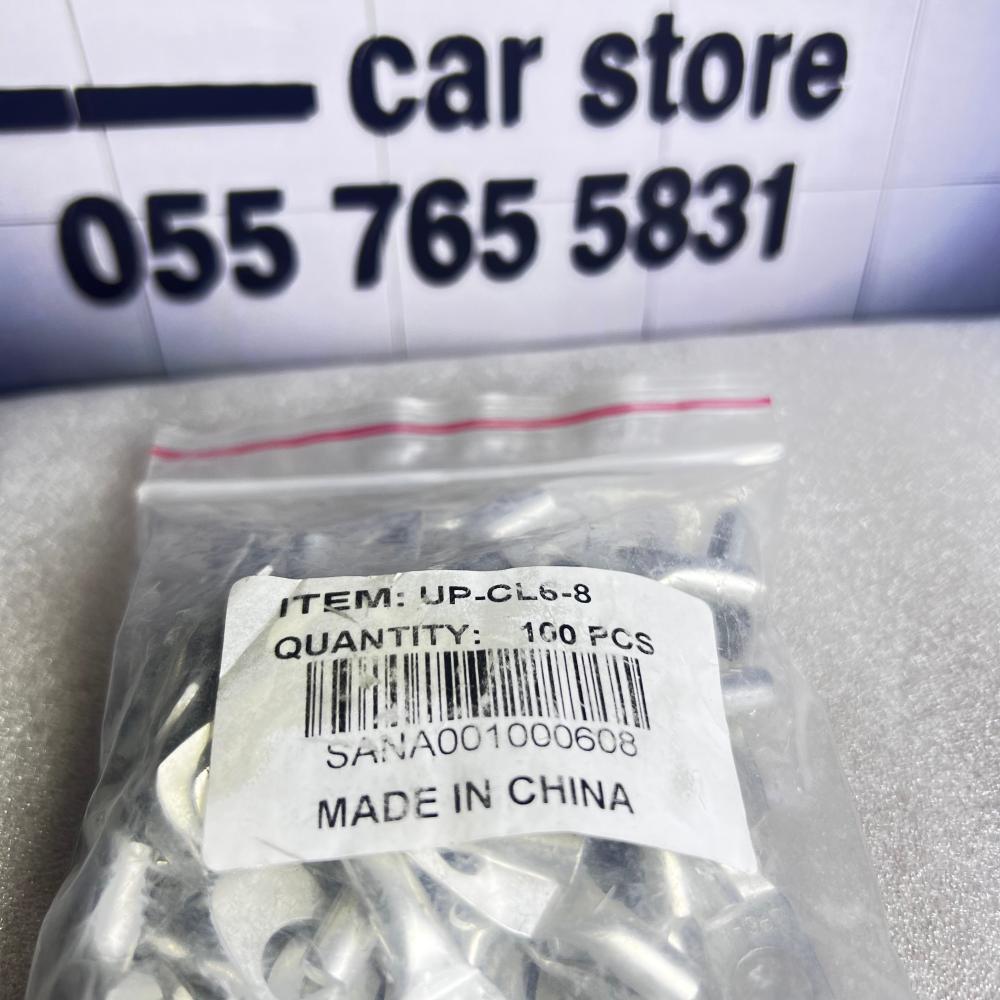 car store
055 765 5831
ITEM: UP-CL6-8
QUANTITY: 100 PCS
SANA001000608
MADE IN CHINA